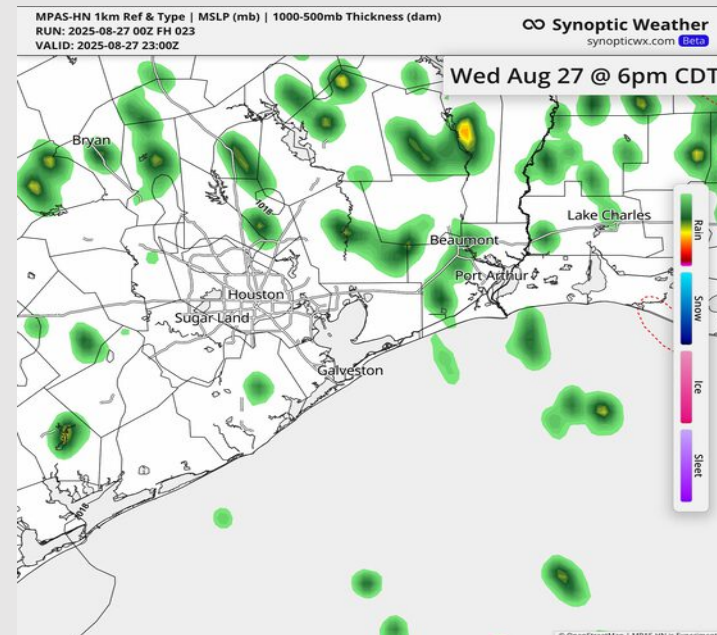 MPAS-HN 1km Ref & Type | MSLP (mb) | 1000-500mb Thickness (dam)
RUN: 2025-08-27 00Z FH 023
VALID: 2025-08-27 23:00Z
Synoptic Weather
synopticwx.com Beta
Wed Aug 27 @ 6pm CDT
Bryan
1018
Lake Charles
Beaumont
Port Arthur
Houston
Sugar Land
Galveston
1018
Rain
Snow
Ice
Sleet